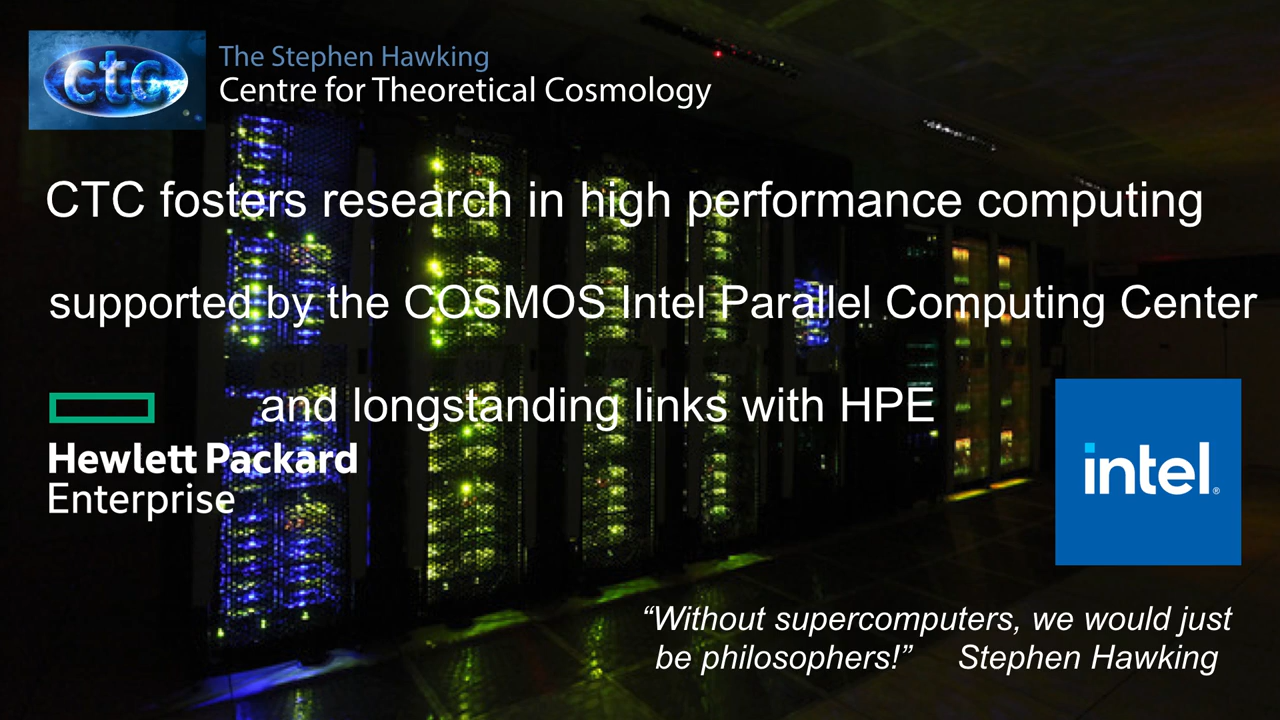 ctc
The Stephen Hawking
Centre for Theoretical Cosmology
CTC fosters research in high performance computing
supported by the COSMOS Intel Parallel Computing Center
and longstanding links with HPE
Hewlett Packard
Enterprise
intel®
“Without supercomputers, we would just
be philosophers!” Stephen Hawking